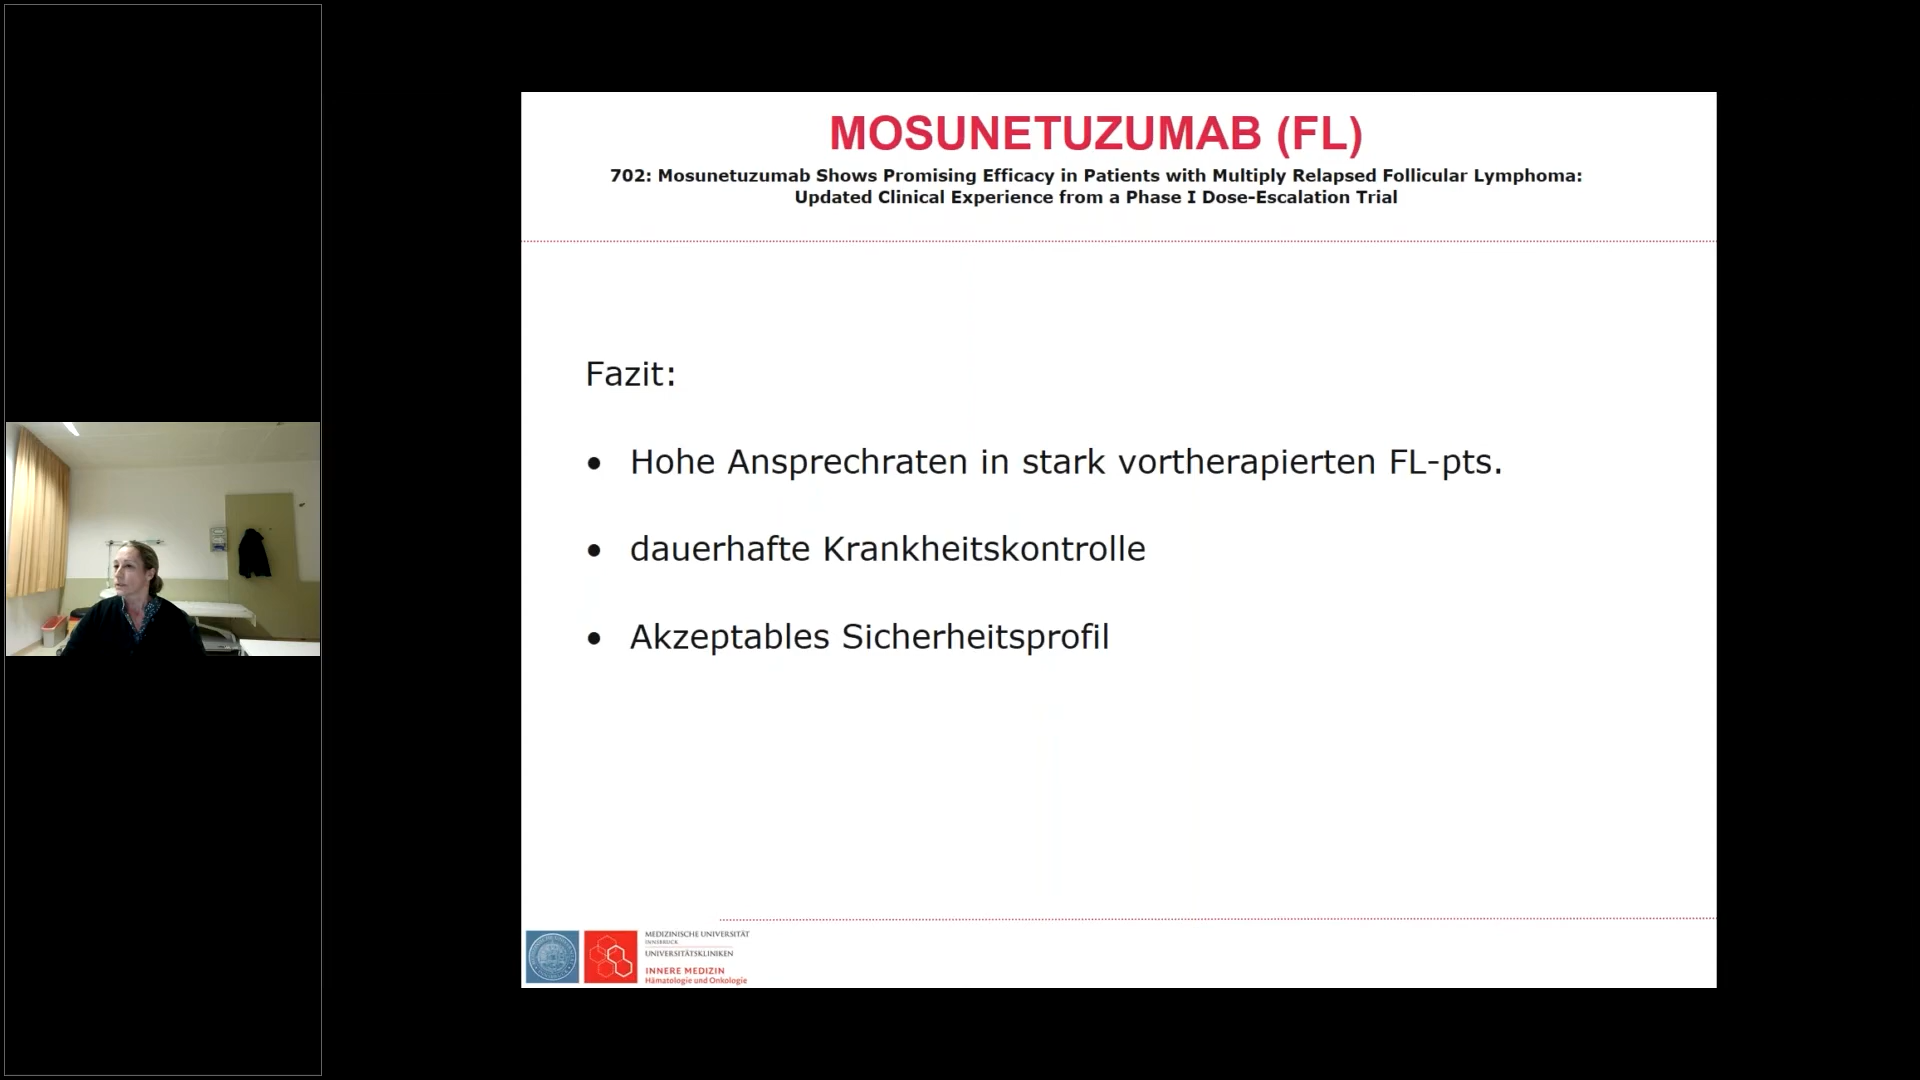 MOSUNETUZUMAB (FL)
702: Mosunetuzumab Shows Promising Efficacy in Patients with Multiply Relapsed Follicular Lymphoma:
Updated Clinical Experience from a Phase I Dose-Escalation Trial
Fazit:
• Hohe Ansprechraten in stark vortherapierten FL-pts.
• dauerhafte Krankheitskontrolle
• Akzeptables Sicherheitsprofil
MEDIZINISCHE UNIVERSITÄT
INNSBRUCK
UNIVERSITÄTSKLINIKEN
INNERE MEDIZIN
Hämatologie und Onkologie